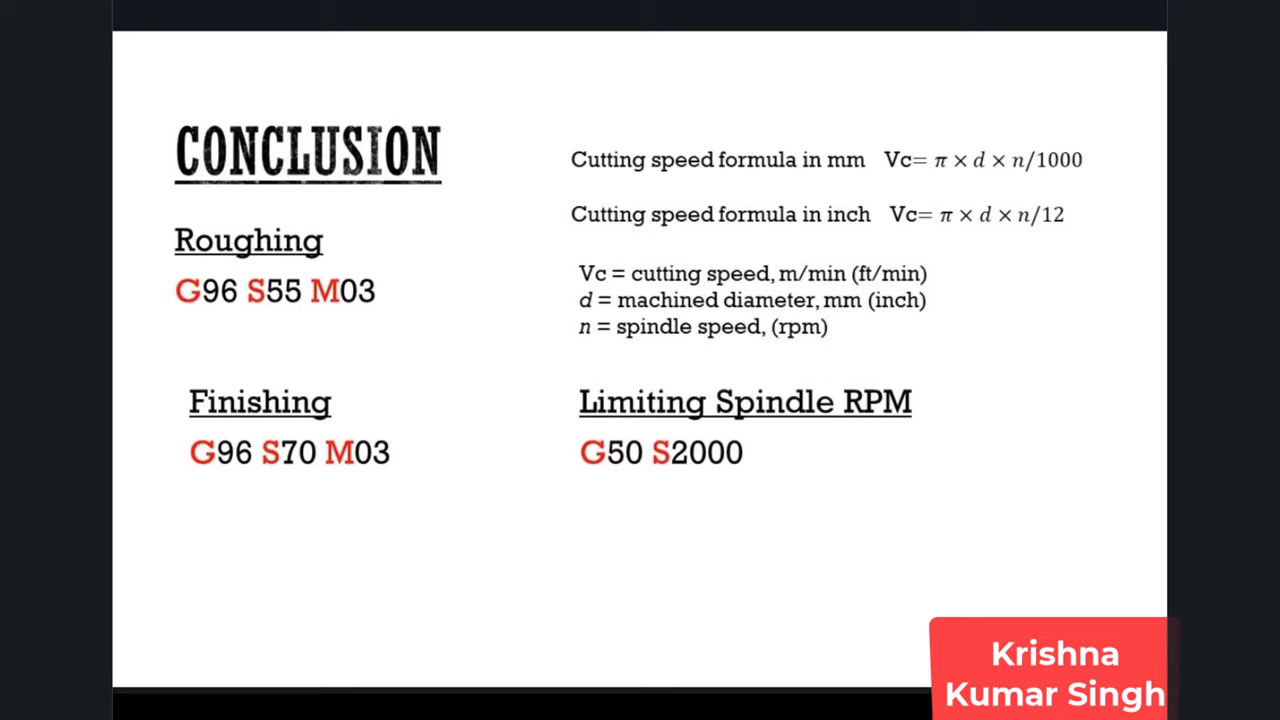 CONCLUSION
Roughing
G96 S55 M03
Finishing
G96 S70 M03
Cutting speed formula in mm Vc= π × d × n/1000
Cutting speed formula in inch Vc= π × d × n/12
Vc = cutting speed, m/min (ft/min)
d = machined diameter, mm (inch)
n = spindle speed, (rpm)
Limiting Spindle RPM
G50 S2000
Krishna
Kumar Singh